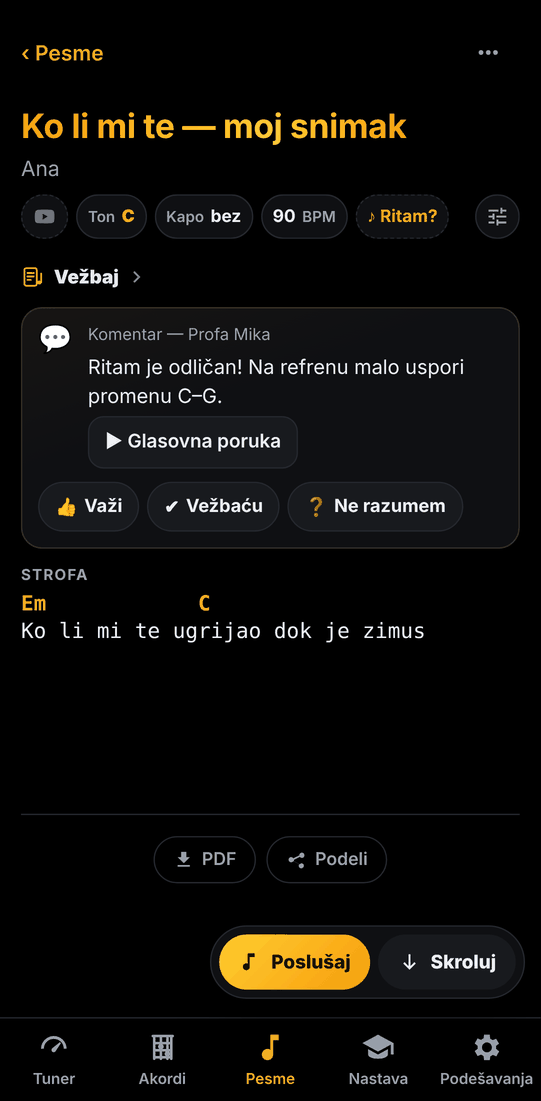 ‹ Pesme
•••
Ko li mi te — moj snimak
Ana
Ton C
Kapo bez
90 BPM
♪ Ritam?
Vežbaj ›
Komentar — Profa Mika
Ritam je odličan! Na refrenu malo uspori
promenu C–G.
▶ Glasovna poruka
👍 Važi
✔ Vežbaću
❓ Ne razumem
STROFA
Em C
Ko li mi te ugrijao dok je zimus
PDF
Podeli
Poslušaj
Skroluj
Tuner
Akordi
Pesme
Nastava
Podešavanja